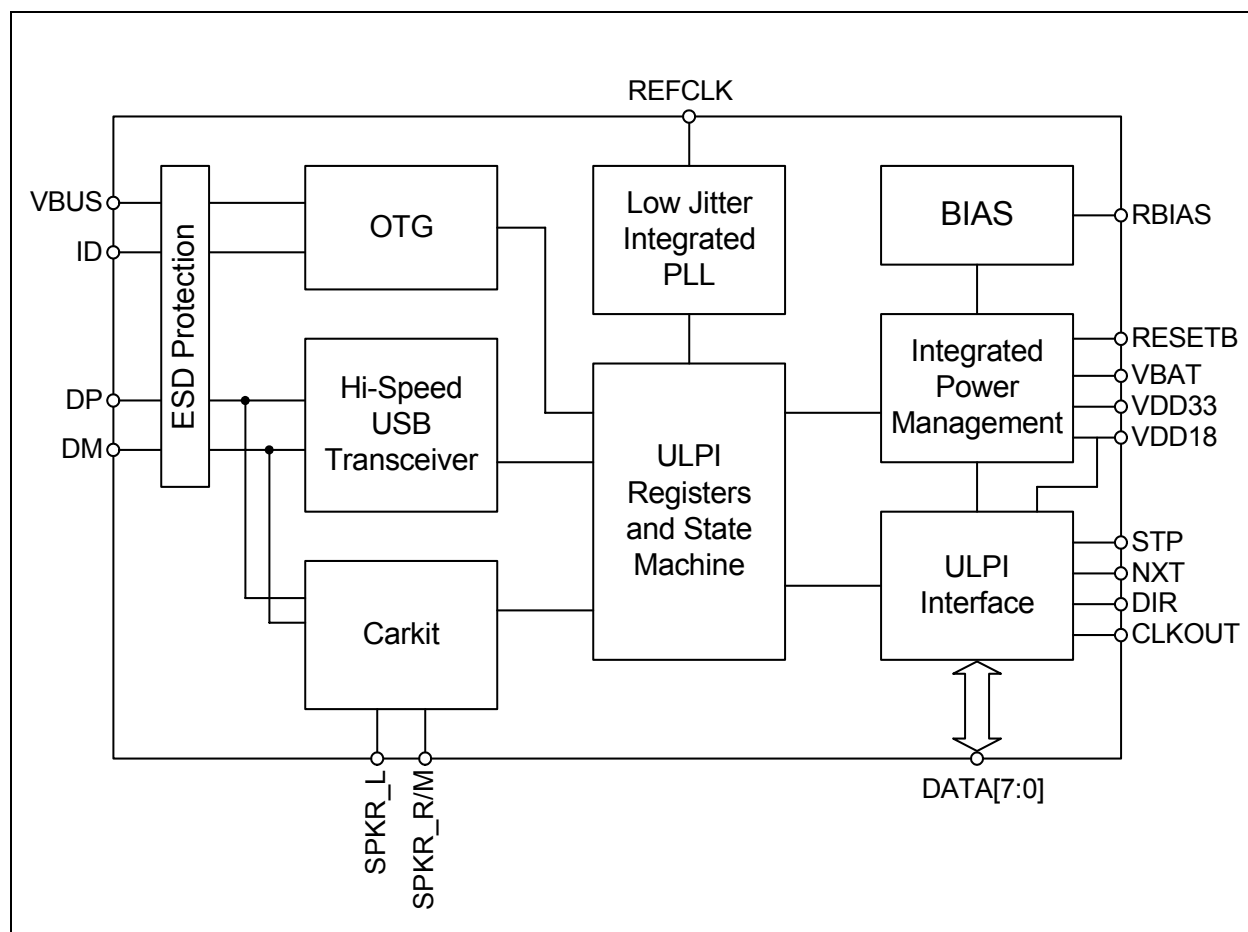 REFCLK
VBUS
ID
DP
DM
ESD Protection
OTG
Hi-Speed
USB
Transceiver
Carkit
SPKR_L
SPKR_R/M
Low Jitter
Integrated
PLL
ULPI
Registers
and State
Machine
BIAS
RBIAS
Integrated
Power
Management
RESETB
VBAT
VDD33
VDD18
ULPI
Interface
STP
NXT
DIR
CLKOUT
DATA[7:0]